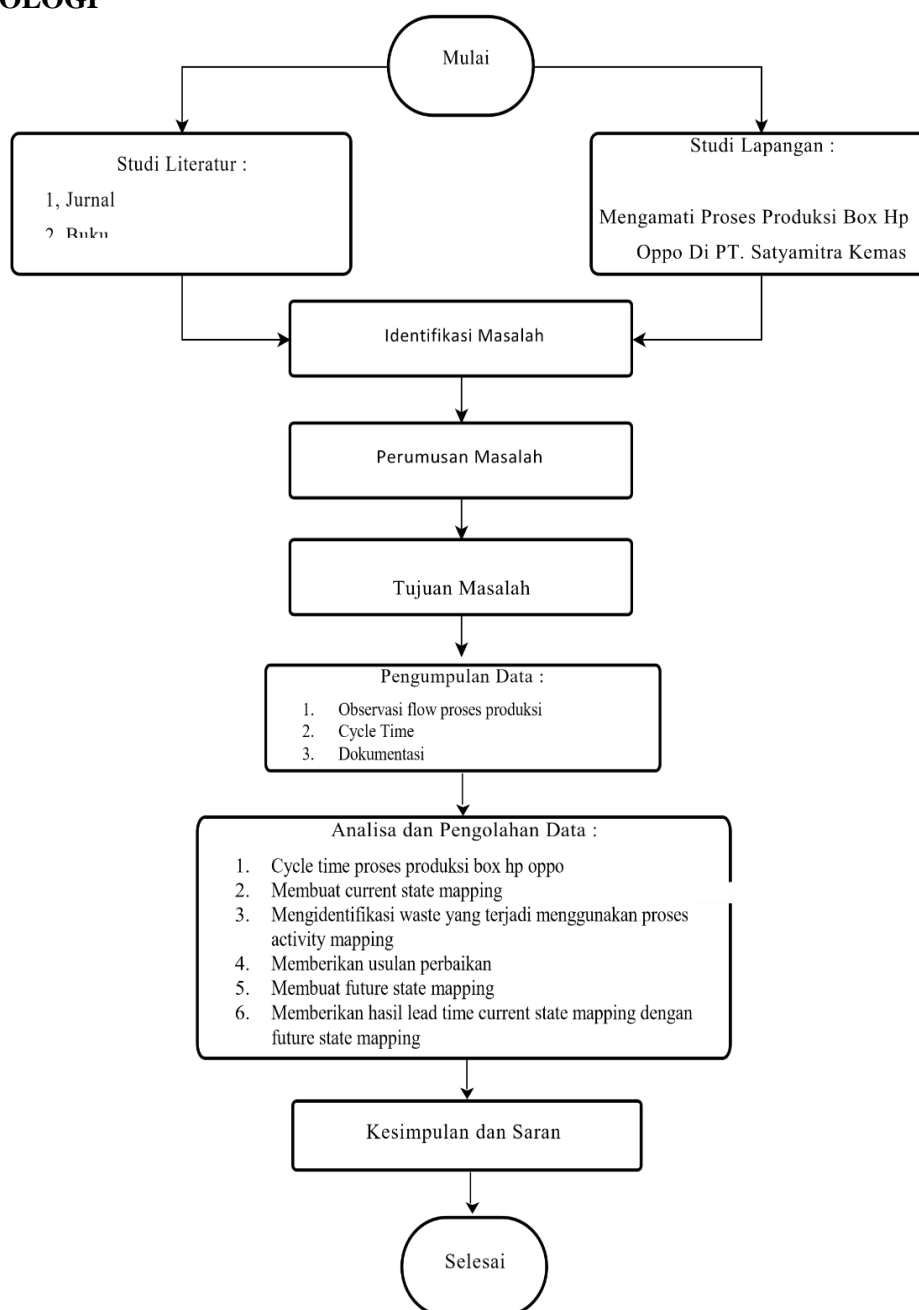 OLOGI
Mulai
Studi Literatur :
1, Jurnal
2. Buku
Studi Lapangan :
Mengamati Proses Produksi Box Hp
Oppo Di PT. Satyamitra Kemas
Identifikasi Masalah
Perumusan Masalah
Tujuan Masalah
Pengumpulan Data :
1. Observasi flow proses produksi
2. Cycle Time
3. Dokumentasi
Analisa dan Pengolahan Data :
1. Cycle time proses produksi box hp oppo
2. Membuat current state mapping
3. Mengidentifikasi waste yang terjadi menggunakan proses
activity mapping
4. Memberikan usulan perbaikan
5. Membuat future state mapping
6. Memberikan hasil lead time current state mapping dengan
future state mapping
Kesimpulan dan Saran
Selesai